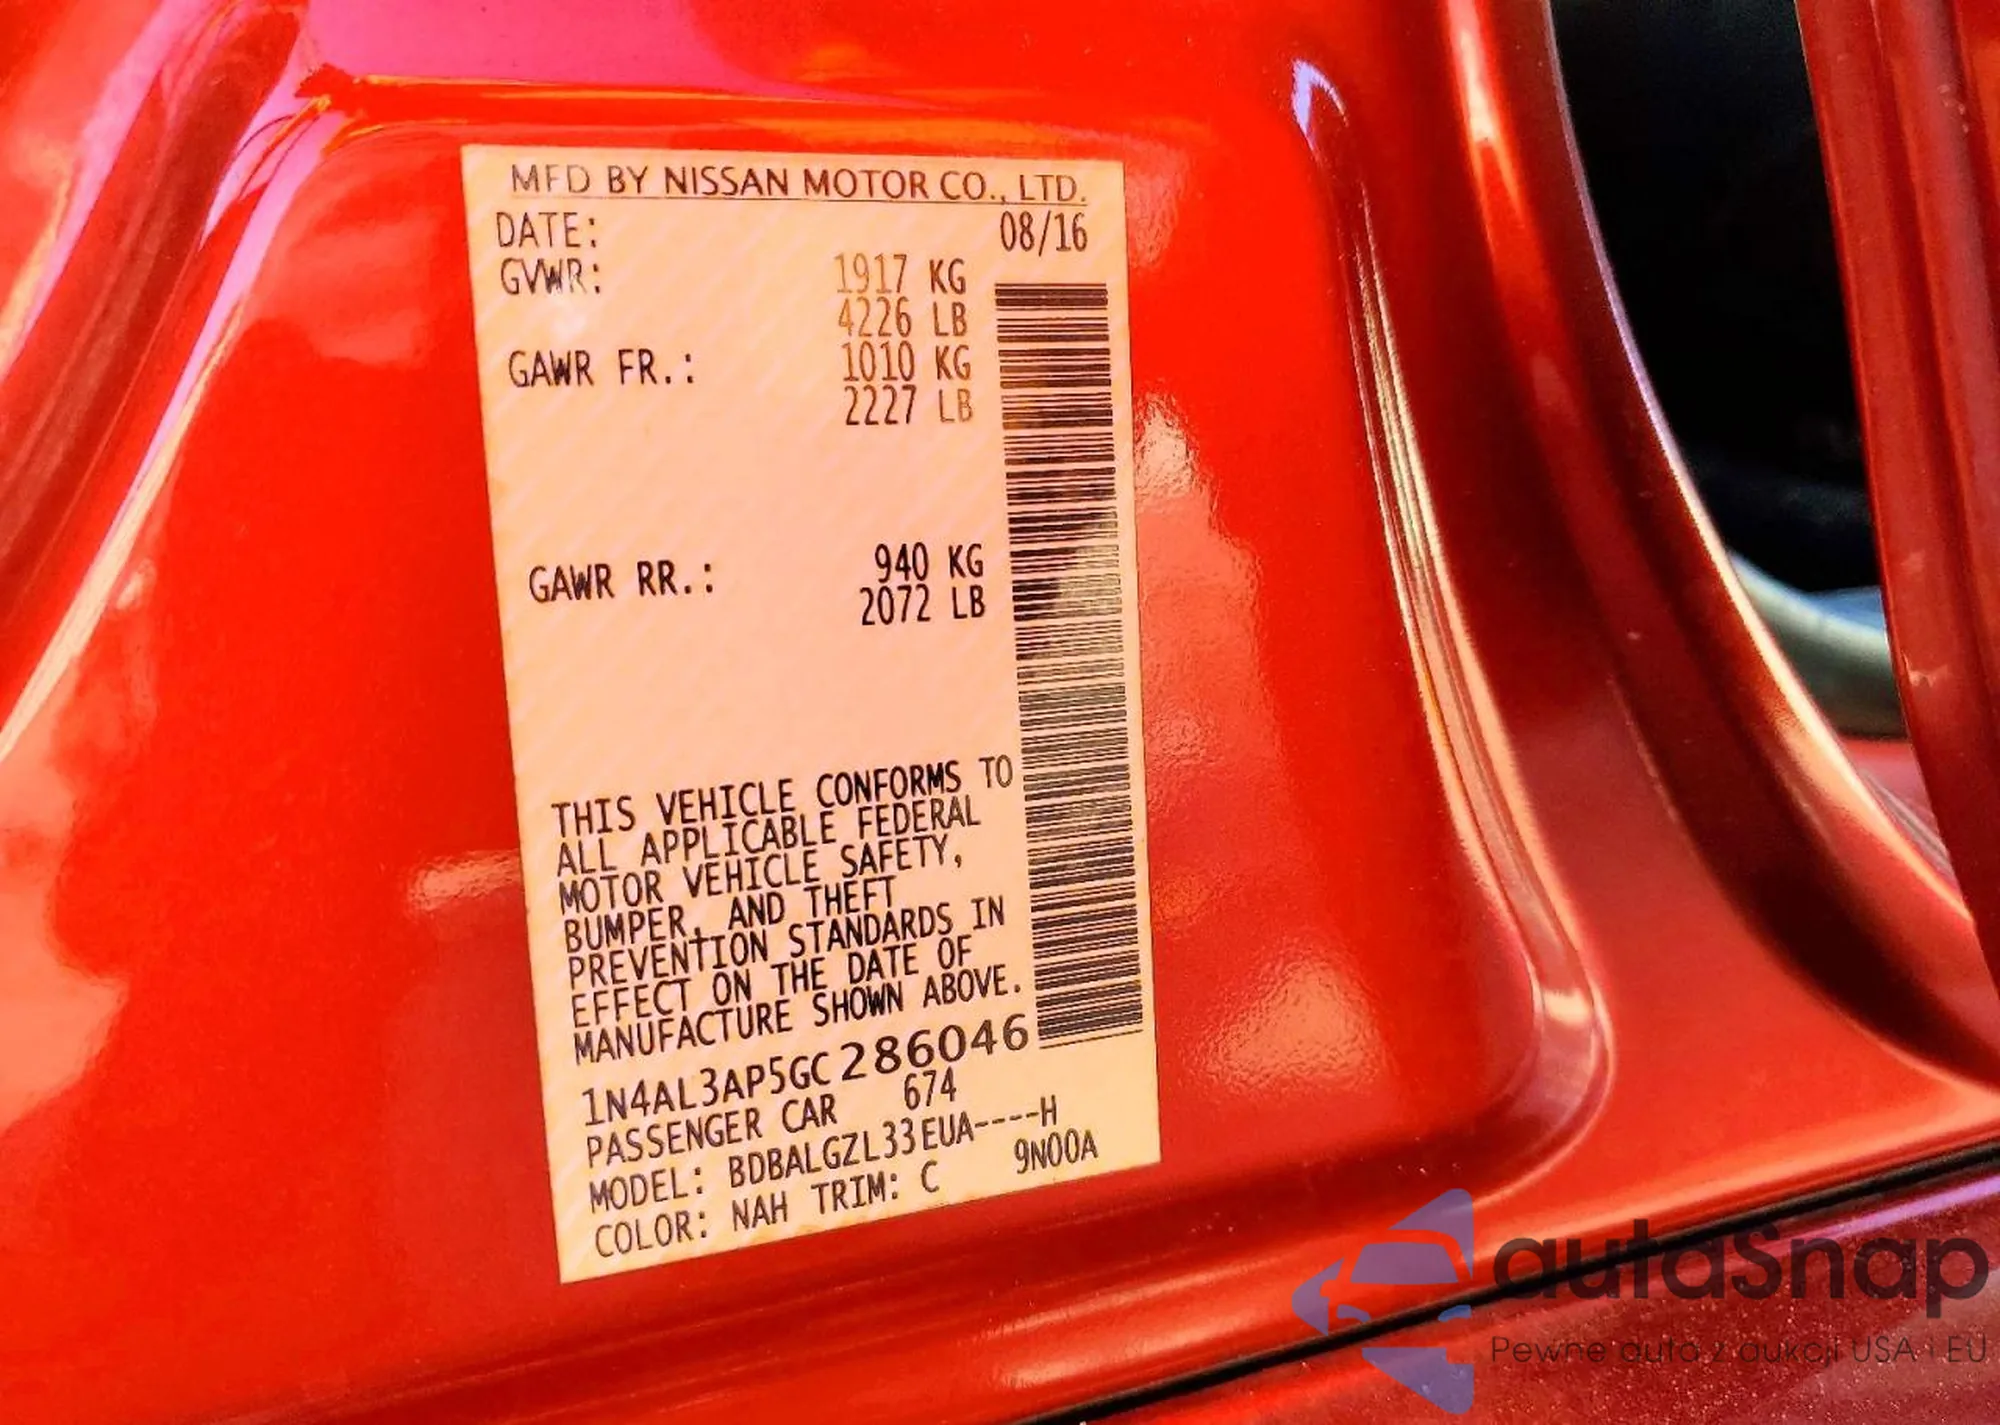 MFD BY NISSAN MOTOR CO., LTD.
DATE: 08/16
GVWR: 1917 KG
4226 LB
GAWR FR.: 1010 KG
2227 LB
GAWR RR.: 940 KG
2072 LB
THIS VEHICLE CONFORMS TO
ALL APPLICABLE FEDERAL
MOTOR VEHICLE SAFETY,
BUMPER, AND THEFT
PREVENTION STANDARDS IN
EFFECT ON THE DATE OF
MANUFACTURE SHOWN ABOVE.
1N4AL3AP5GC286046
PASSENGER CAR 674
MODEL: BDBALGZL33EUA----H
COLOR: NAH TRIM: C 9N00A
autaSnap
Pewne auto z aukcji USA i EU